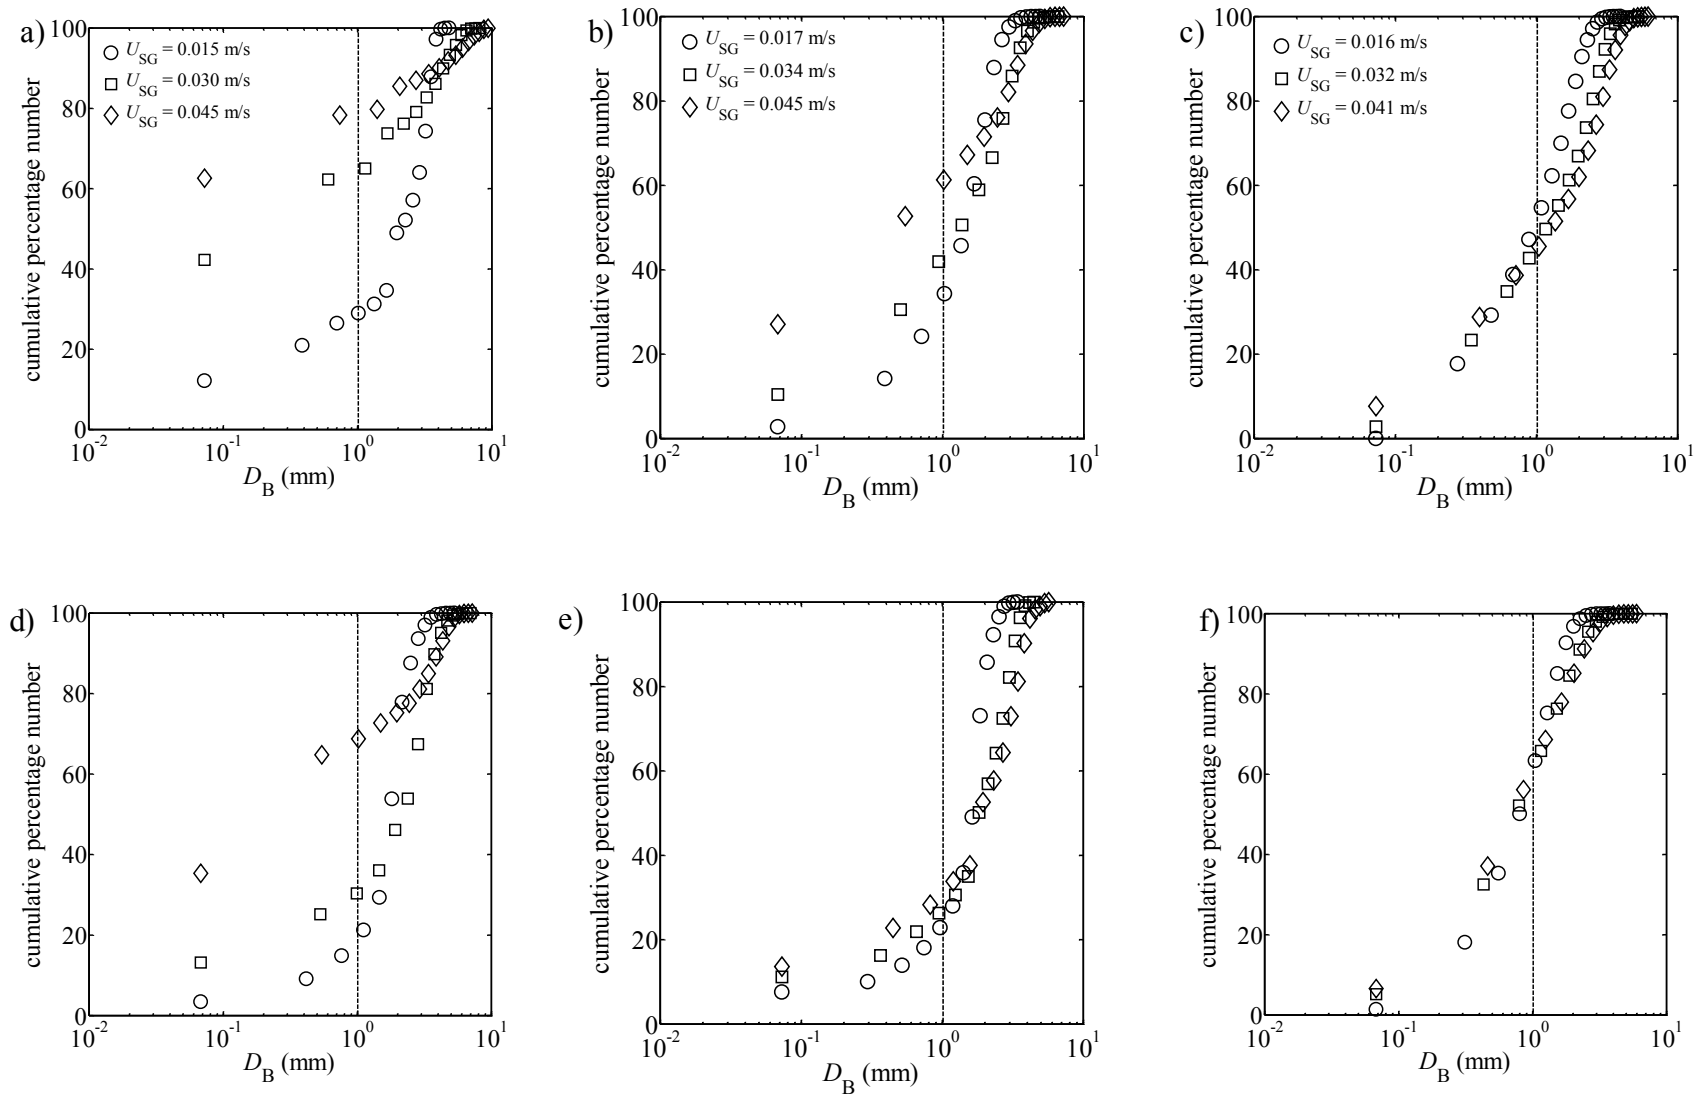 a)
100
80
60
40
20
0
cumulative percentage number
U_SG = 0.015 m/s
U_SG = 0.030 m/s
U_SG = 0.045 m/s
10^-2 10^-1 10^0 10^1
D_B (mm)
b)
100
80
60
40
20
0
cumulative percentage number
U_SG = 0.017 m/s
U_SG = 0.034 m/s
U_SG = 0.045 m/s
10^-2 10^-1 10^0 10^1
D_B (mm)
c)
100
80
60
40
20
0
cumulative percentage number
U_SG = 0.016 m/s
U_SG = 0.032 m/s
U_SG = 0.041 m/s
10^-2 10^-1 10^0 10^1
D_B (mm)
d)
100
80
60
40
20
0
cumulative percentage number
10^-2 10^-1 10^0 10^1
D_B (mm)
e)
100
80
60
40
20
0
cumulative percentage number
10^-2 10^-1 10^0 10^1
D_B (mm)
f)
100
80
60
40
20
0
cumulative percentage number
10^-2 10^-1 10^0 10^1
D_B (mm)